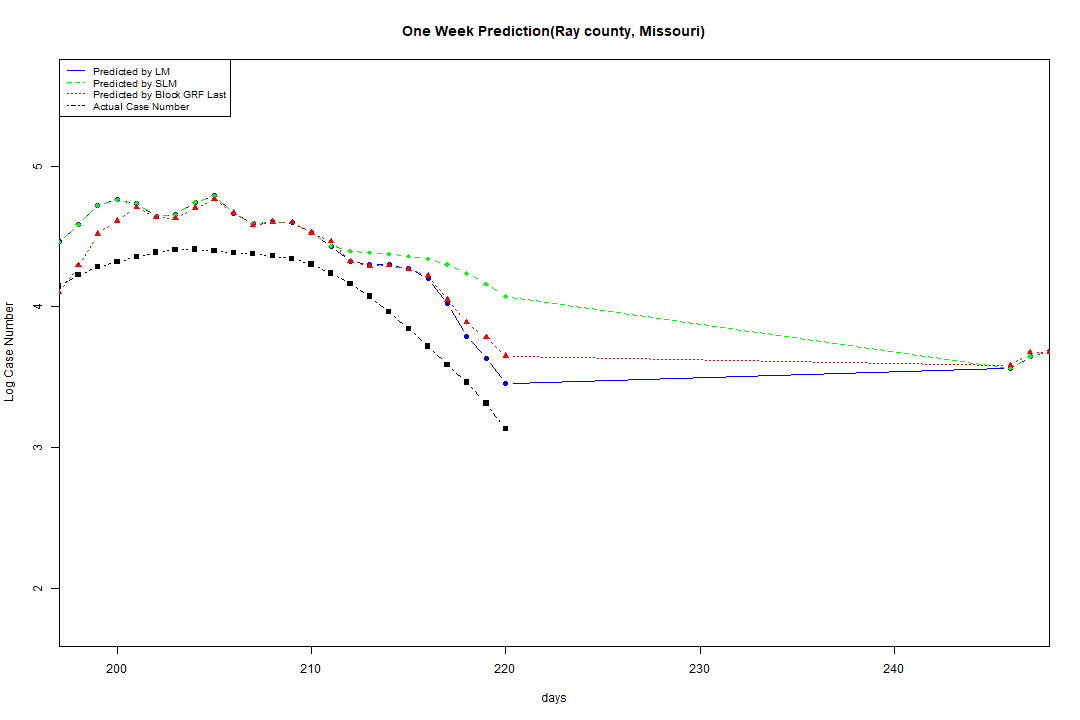 One Week Prediction(Ray county, Missouri)
Predicted by LM
Predicted by SLM
Predicted by Block GRF Last
Actual Case Number
5
4
3
2
Log Case Number
200 210 220 230 240
days